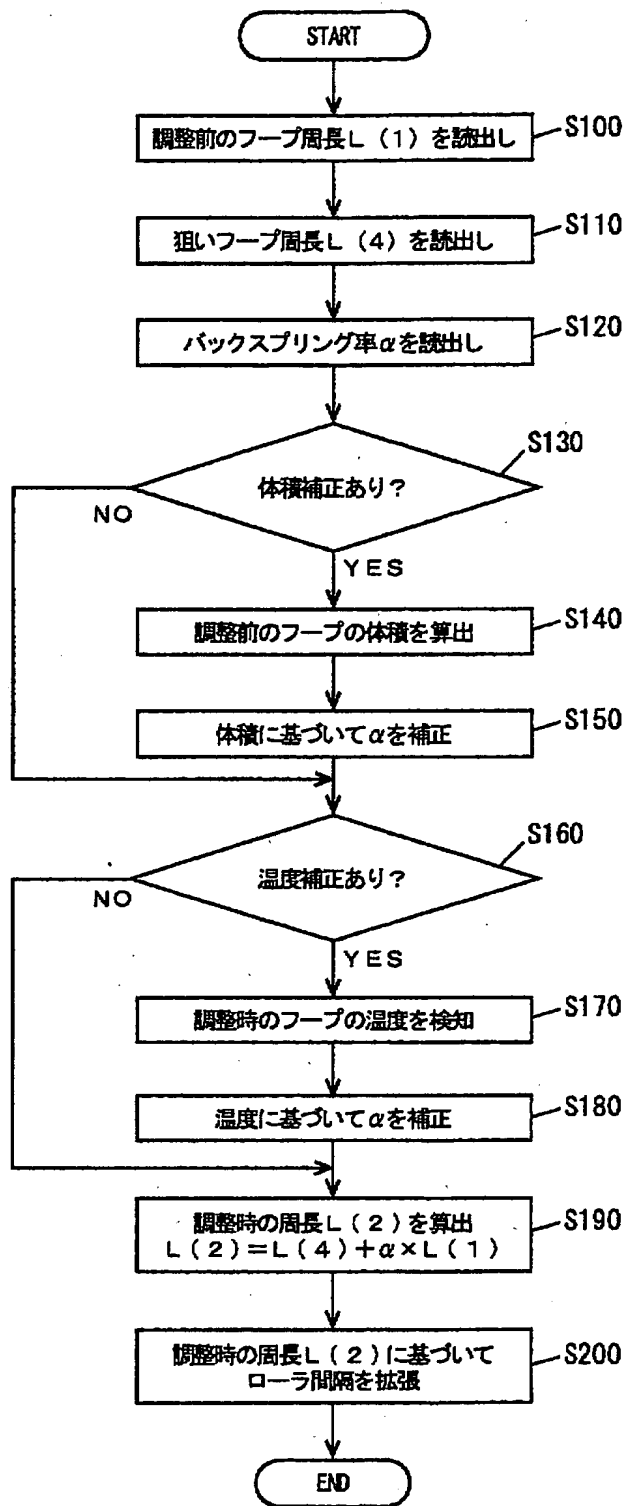 START
調整前のフープ周長L(1)を読出し
S100
狙いフープ周長L(4)を読出し
S110
バックスプリング率αを読出し
S120
S130
体積補正あり?
NO
YES
調整前のフープの体積を算出
S140
体積に基づいてαを補正
S150
S160
温度補正あり?
NO
YES
調整時のフープの温度を検知
S170
温度に基づいてαを補正
S180
調整時の周長L(2)を算出
L(2)=L(4)+α×L(1)
S190
調整時の周長L(2)に基づいて
ローラ間隔を拡張
S200
END